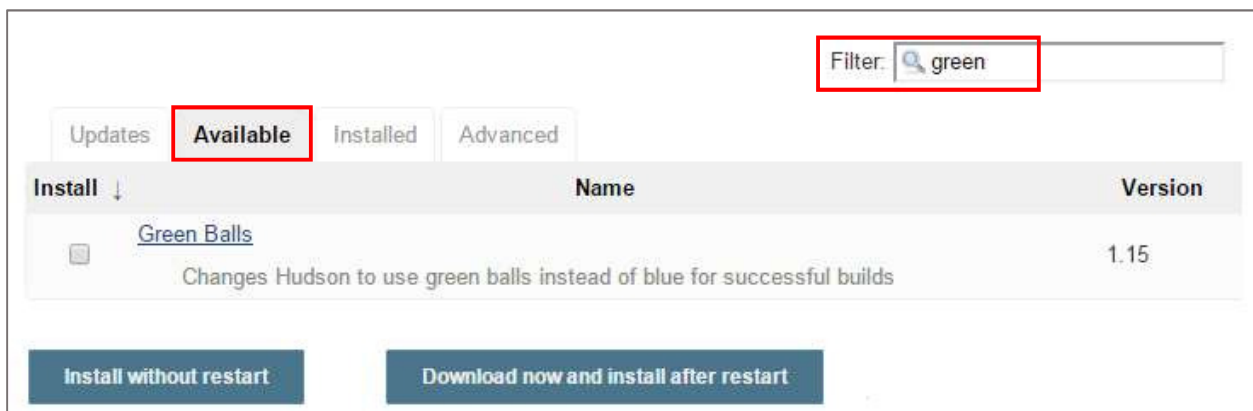 Filter: green
Updates Available Installed Advanced
Install ↓ Name Version
Green Balls
Changes Hudson to use green balls instead of blue for successful builds
1.15
Install without restart Download now and install after restart